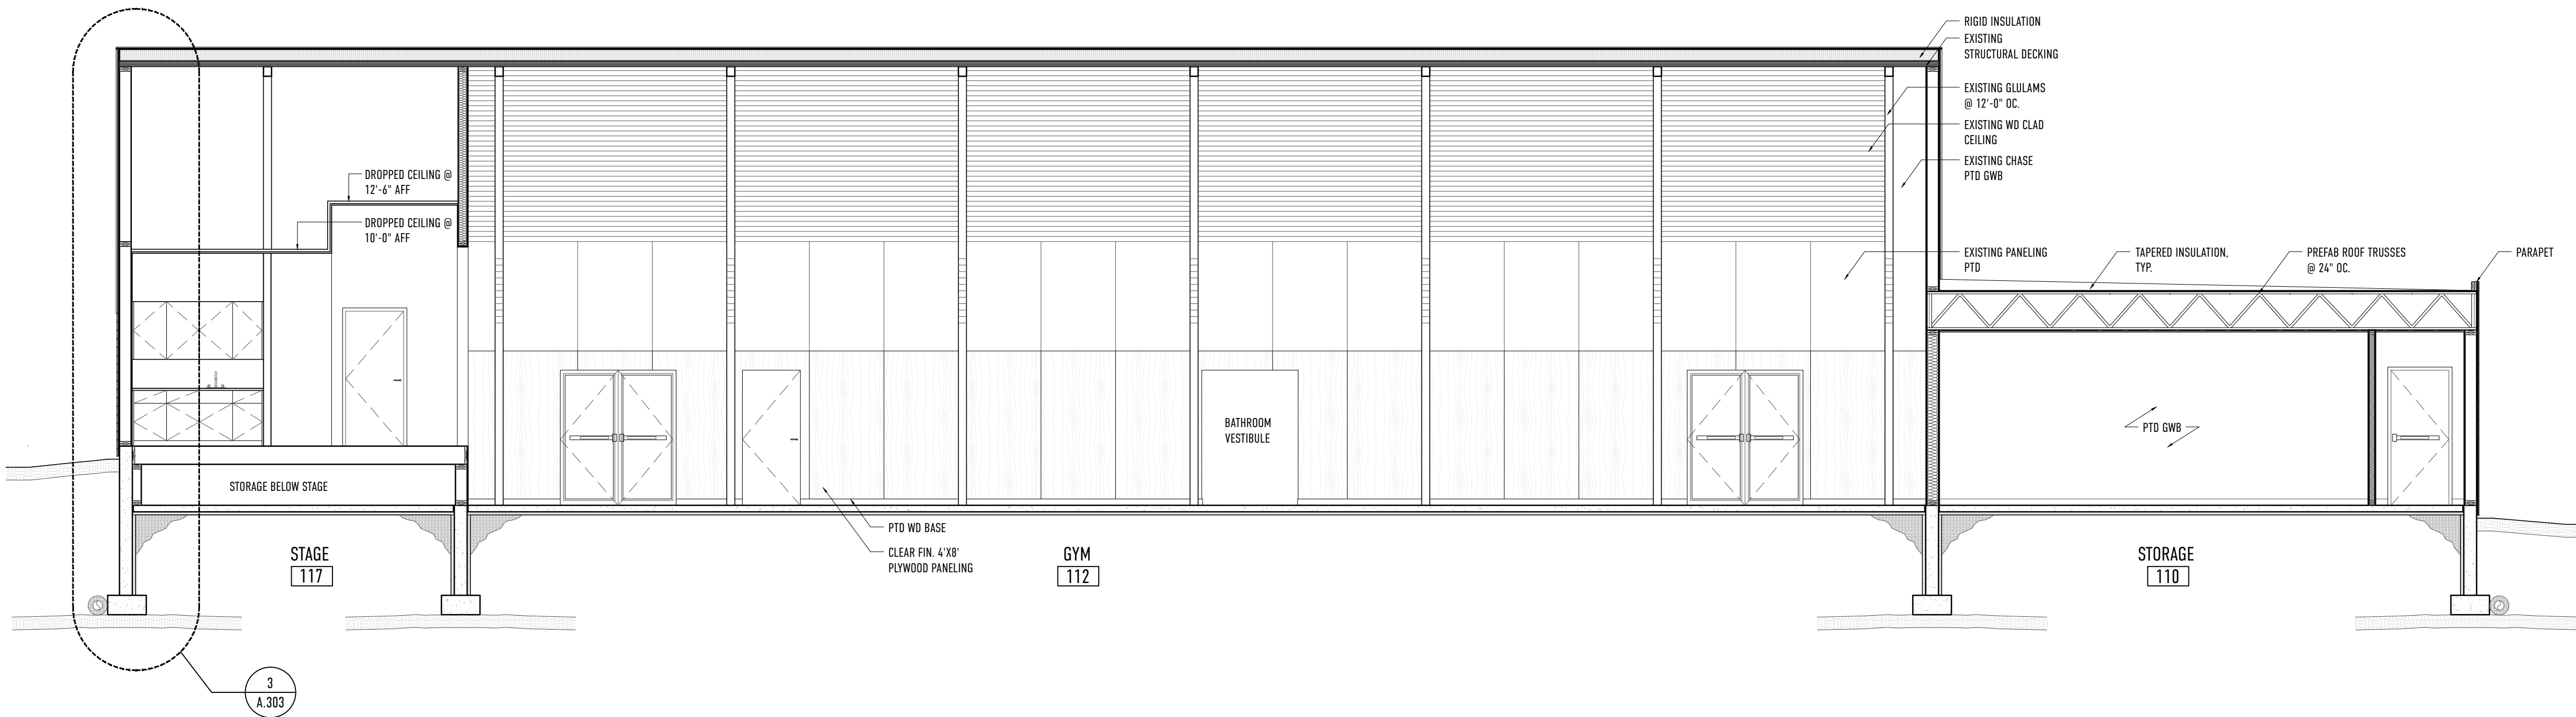 RIGID INSULATION
EXISTING
STRUCTURAL DECKING
EXISTING GLULAMS
@ 12'-0" OC.
EXISTING WD CLAD
CEILING
EXISTING CHASE
PTD GWB
DROPPED CEILING @
12'-6" AFF
DROPPED CEILING @
10'-0" AFF
EXISTING PANELING
PTD
TAPERED INSULATION,
TYP.
PREFAB ROOF TRUSSES
@ 24" OC.
PARAPET
BATHROOM
VESTIBULE
PTD GWB
STORAGE BELOW STAGE
PTD WD BASE
CLEAR FIN. 4'X8'
PLYWOOD PANELING
STAGE
117
GYM
112
STORAGE
110
3
A.303